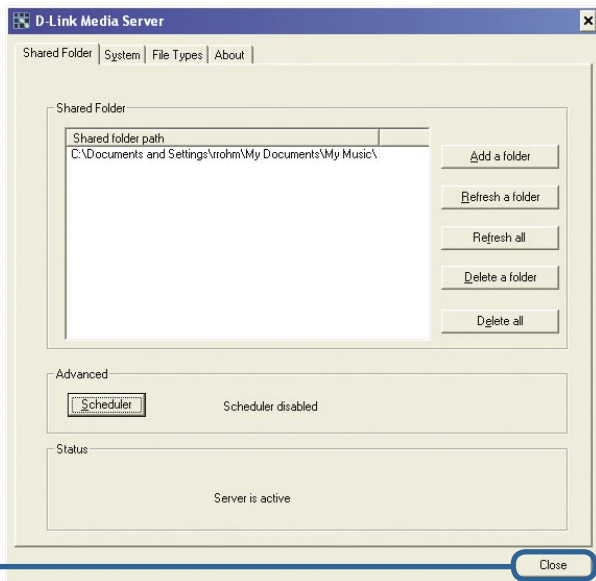 D-Link Media Server
Shared Folder System File Types About
Shared Folder
Shared folder path
C:\Documents and Settings\rrohm\My Documents\My Music\
Add a folder
Refresh a folder
Refresh all
Delete a folder
Delete all
Advanced
Scheduler Scheduler disabled
Status
Server is active
Close